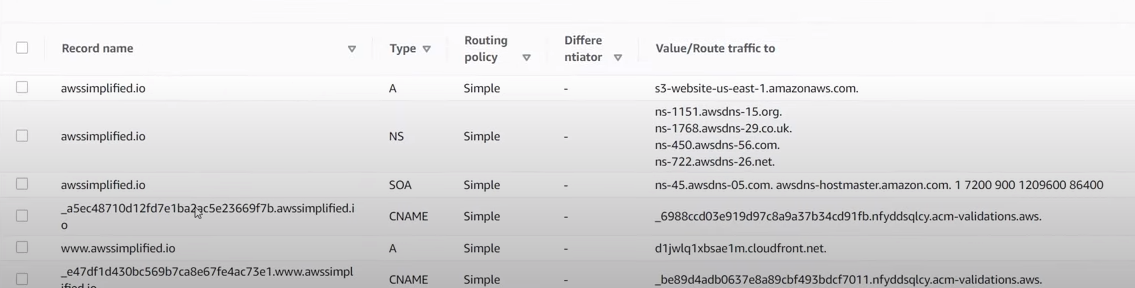 Record name Type Routing policy Differe ntiator Value/Route traffic to
awssimplified.io A Simple - s3-website-us-east-1.amazonaws.com.
awssimplified.io NS Simple - ns-1151.awsdns-15.org.
ns-1768.awsdns-29.co.uk.
ns-450.awsdns-56.com.
ns-722.awsdns-26.net.
awssimplified.io SOA Simple - ns-45.awsdns-05.com. awsdns-hostmaster.amazon.com. 1 7200 900 1209600 86400
_a5ec48710d12fd7e1ba2ac5e23669f7b.awssimplified.i
o CNAME Simple - _6988ccd03e919d97c8a9a37b34cd91fb.nfyddsqlcy.acm-validations.aws.
www.awssimplified.io A Simple - d1jwlq1xbsae1m.cloudfront.net.
_e47df1d430bc569b7ca8e67fe4ac73e1.www.awssimpl
ified.io CNAME Simple - _be89d4adb0637e8a89cbf493bdcf7011.nfyddsqlcy.acm-validations.aws.